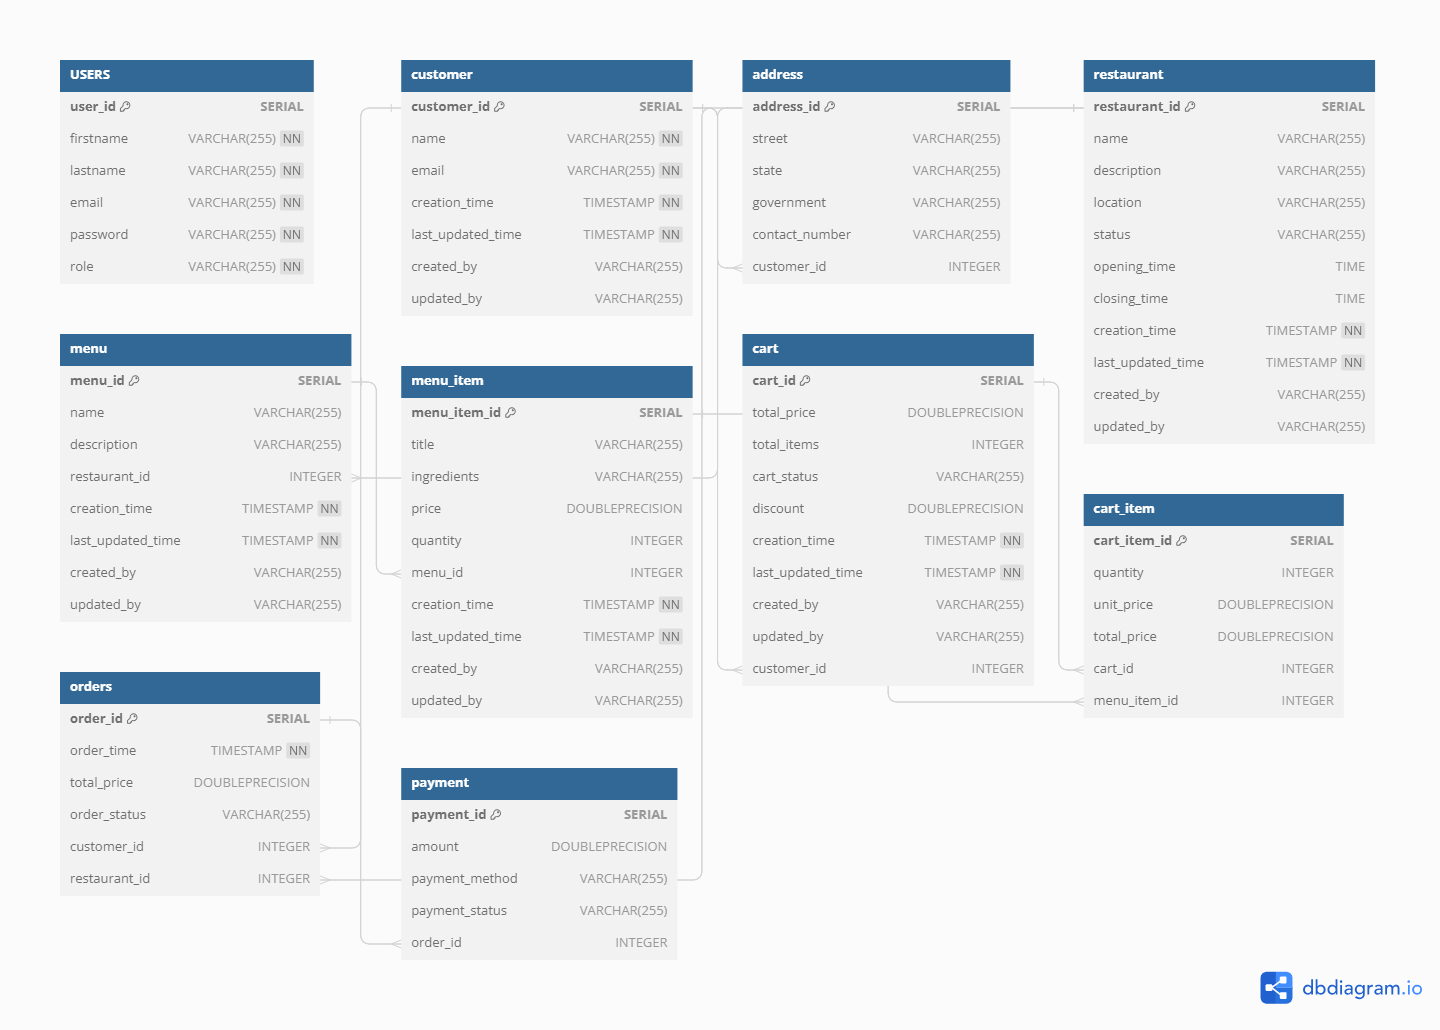 USERS
user_id SERIAL
firstname VARCHAR(255) NN
lastname VARCHAR(255) NN
email VARCHAR(255) NN
password VARCHAR(255) NN
role VARCHAR(255) NN
customer
customer_id SERIAL
name VARCHAR(255) NN
email VARCHAR(255) NN
creation_time TIMESTAMP NN
last_updated_time TIMESTAMP NN
created_by VARCHAR(255)
updated_by VARCHAR(255)
address
address_id SERIAL
street VARCHAR(255)
state VARCHAR(255)
government VARCHAR(255)
contact_number VARCHAR(255)
customer_id INTEGER
restaurant
restaurant_id SERIAL
name VARCHAR(255)
description VARCHAR(255)
location VARCHAR(255)
status VARCHAR(255)
opening_time TIME
closing_time TIME
creation_time TIMESTAMP NN
last_updated_time TIMESTAMP NN
created_by VARCHAR(255)
updated_by VARCHAR(255)
menu
menu_id SERIAL
name VARCHAR(255)
description VARCHAR(255)
restaurant_id INTEGER
creation_time TIMESTAMP NN
last_updated_time TIMESTAMP NN
created_by VARCHAR(255)
updated_by VARCHAR(255)
menu_item
menu_item_id SERIAL
title VARCHAR(255)
ingredients VARCHAR(255)
price DOUBLEPRECISION
quantity INTEGER
menu_id INTEGER
creation_time TIMESTAMP NN
last_updated_time TIMESTAMP NN
created_by VARCHAR(255)
updated_by VARCHAR(255)
cart
cart_id SERIAL
total_price DOUBLEPRECISION
total_items INTEGER
cart_status VARCHAR(255)
discount DOUBLEPRECISION
creation_time TIMESTAMP NN
last_updated_time TIMESTAMP NN
created_by VARCHAR(255)
updated_by VARCHAR(255)
customer_id INTEGER
cart_item
cart_item_id SERIAL
quantity INTEGER
unit_price DOUBLEPRECISION
total_price DOUBLEPRECISION
cart_id INTEGER
menu_item_id INTEGER
orders
order_id SERIAL
order_time TIMESTAMP NN
total_price DOUBLEPRECISION
order_status VARCHAR(255)
customer_id INTEGER
restaurant_id INTEGER
payment
payment_id SERIAL
amount DOUBLEPRECISION
payment_method VARCHAR(255)
payment_status VARCHAR(255)
order_id INTEGER
dbdiagram.io